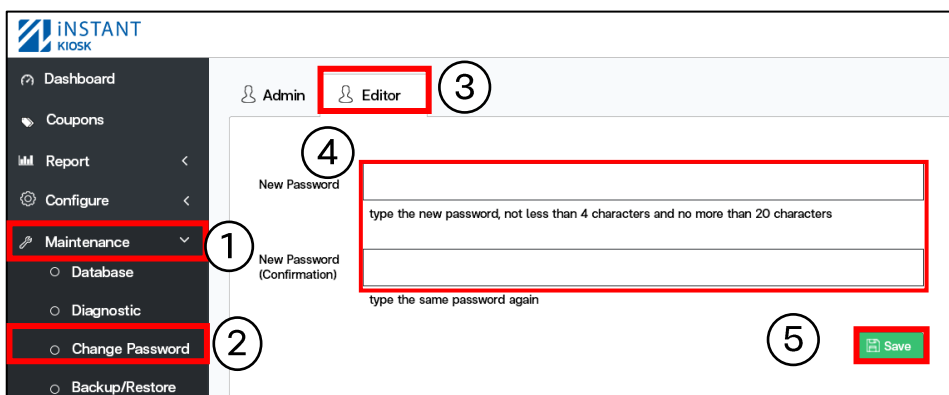 iNSTANT
KIOSK
Dashboard
Coupons
Report
Configure
Maintenance
Database
Diagnostic
Change Password
Backup/Restore
1
2
Admin
Editor
3
4
New Password
type the new password, not less than 4 characters and no more than 20 characters
New Password
(Confirmation)
type the same password again
5
Save